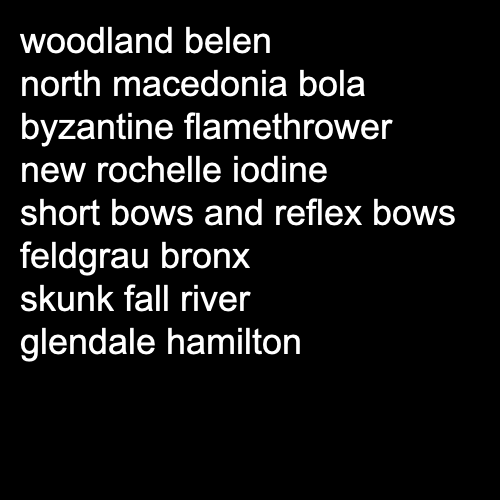 woodland belen
north macedonia bola
byzantine flamethrower
new rochelle iodine
short bows and reflex bows
feldgrau bronx
skunk fall river
glendale hamilton